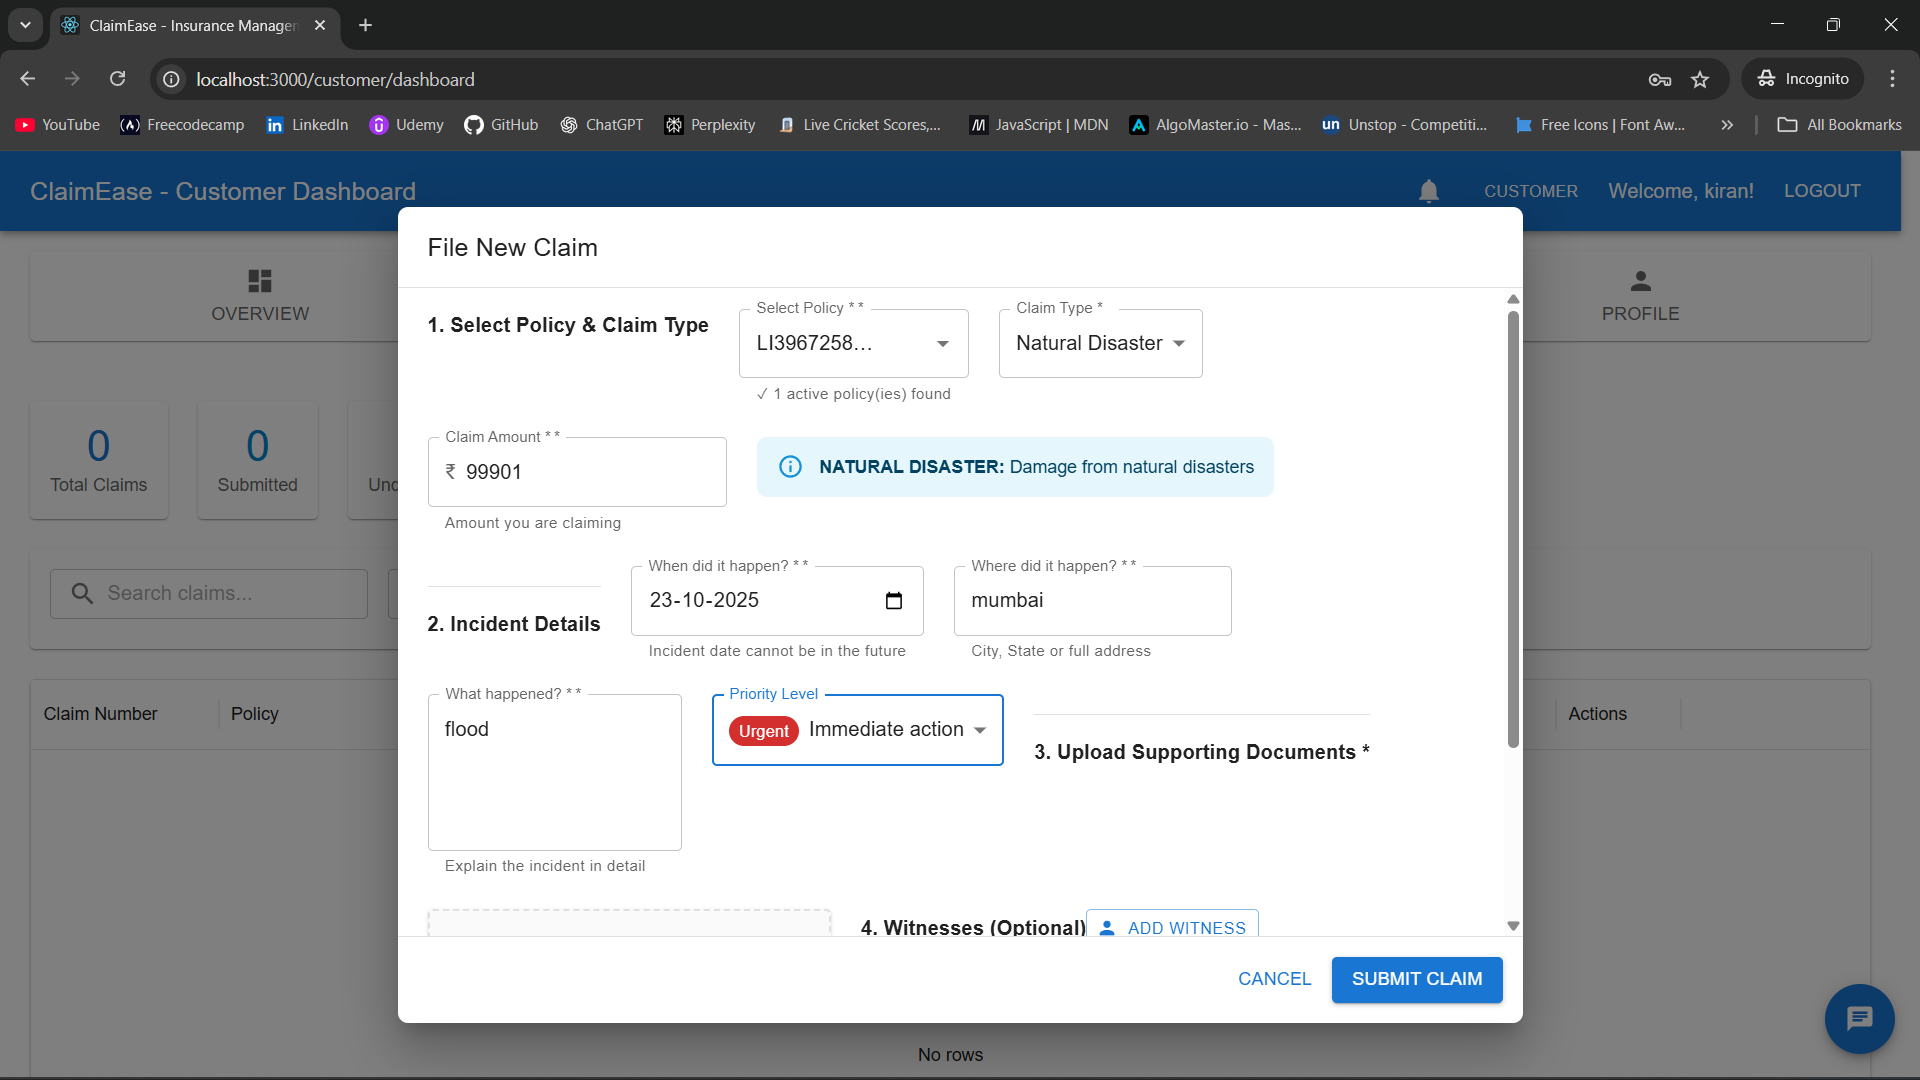 ClaimEase - Insurance Manager
localhost:3000/customer/dashboard
Incognito
YouTube
Freecodecamp
LinkedIn
Udemy
GitHub
ChatGPT
Perplexity
Live Cricket Scores,...
JavaScript | MDN
AlgoMaster.io - Mas...
Unstop - Competiti...
Free Icons | Font Aw...
All Bookmarks
ClaimEase - Customer Dashboard
CUSTOMER
Welcome, kiran!
LOGOUT
OVERVIEW
PROFILE
0
Total Claims
0
Submitted
Search claims...
Claim Number
Policy
Actions
No rows
File New Claim
1. Select Policy & Claim Type
Select Policy * *
LI3967258...
✓ 1 active policy(ies) found
Claim Type *
Natural Disaster
Claim Amount * *
₹ 99901
Amount you are claiming
NATURAL DISASTER: Damage from natural disasters
2. Incident Details
When did it happen? * *
23-10-2025
Incident date cannot be in the future
Where did it happen? * *
mumbai
City, State or full address
What happened? * *
flood
Explain the incident in detail
Priority Level
Urgent Immediate action
3. Upload Supporting Documents *
4. Witnesses (Optional)
ADD WITNESS
CANCEL
SUBMIT CLAIM